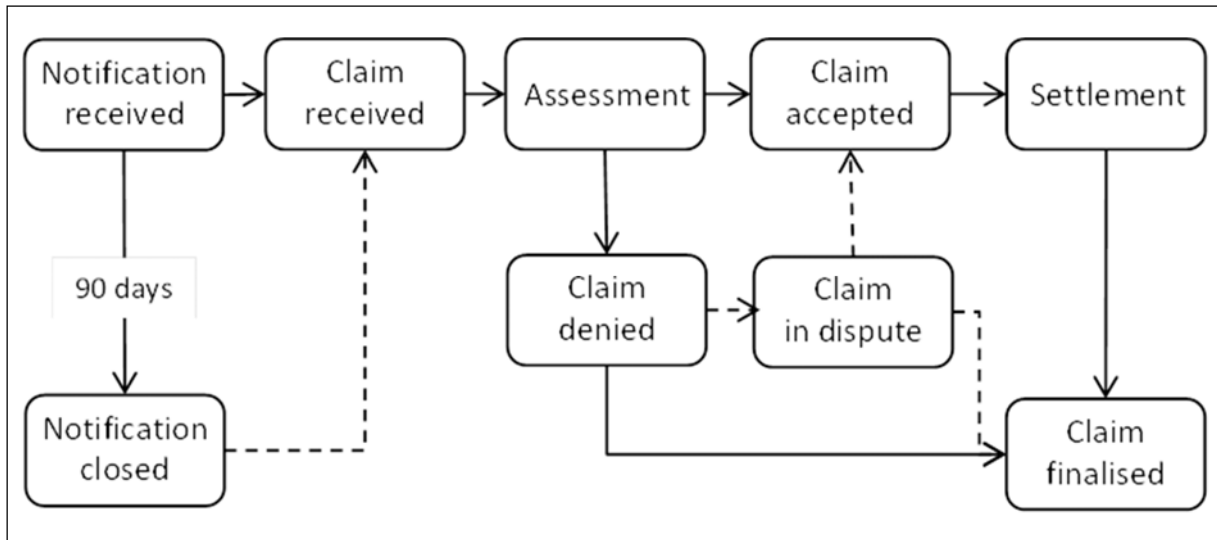 Notification
received
Claim
received
Assessment
Claim
accepted
Settlement
90 days
Claim
denied
Claim
in dispute
Notification
closed
Claim
finalised